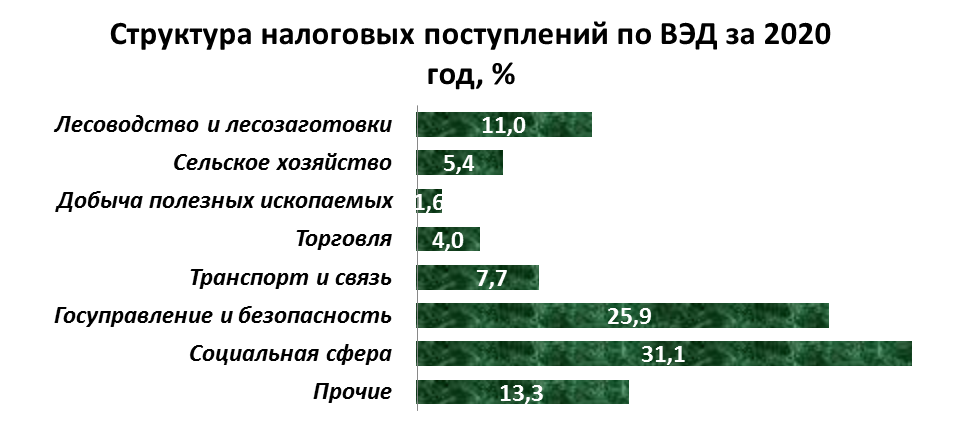 Структура налоговых поступлений по ВЭД за 2020
год, %
Лесоводство и лесозаготовки 11,0
Сельское хозяйство 5,4
Добыча полезных ископаемых 1,6
Торговля 4,0
Транспорт и связь 7,7
Госуправление и безопасность 25,9
Социальная сфера 31,1
Прочие 13,3